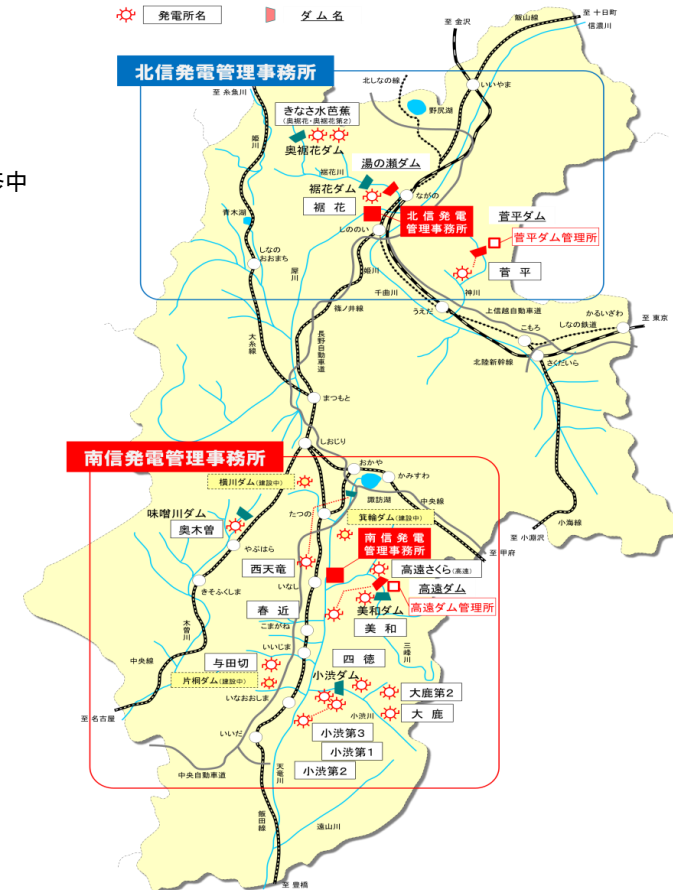 発電所名
ダム名
至 十日町
至 金沢
飯山線
信濃川
北信発電管理事務所
至 糸魚川
北しなの線
いいやま
野尻湖
きなさ水芭蕉
(奥裾花・奥裾花第2)
奥裾花ダム
姫川
湯の瀬ダム
裾花川
裾花ダム
ながの
裾花
北信発電
管理事務所
菅平ダム
菅平ダム管理所
青木湖
しののい
しなの
おおまち
菅平
犀川
姫川
千曲川
神川
篠ノ井線
うえだ
上信越自動車道
かるいざわ
至 東京
こもろ
しなの鉄道
大糸線
長野自動車道
北陸新幹線
さくだいら
まつもと
しおじり
南信発電管理事務所
おかや
かみすわ
横川ダム(建設中)
諏訪湖
中央線
味噌川ダム
奥木曽
たつの
箕輪ダム(建設中)
小海線
至 小淵沢
やぶはら
南信発電
管理事務所
至 甲府
西天竜
高遠さくら(高遠)
きそふくしま
いなし
高遠ダム
春近
美和ダム
高遠ダム管理所
こまがね
美和
木曽川
三峰川
いいじま
中央線
与田切
四徳
片桐ダム(建設中)
小渋ダム
大鹿第2
いなおおしま
大鹿
至 名古屋
小渋川
小渋第3
いいだ
小渋第1
中央自動車道
小渋第2
天竜川
飯田線
遠山川
至 豊橋